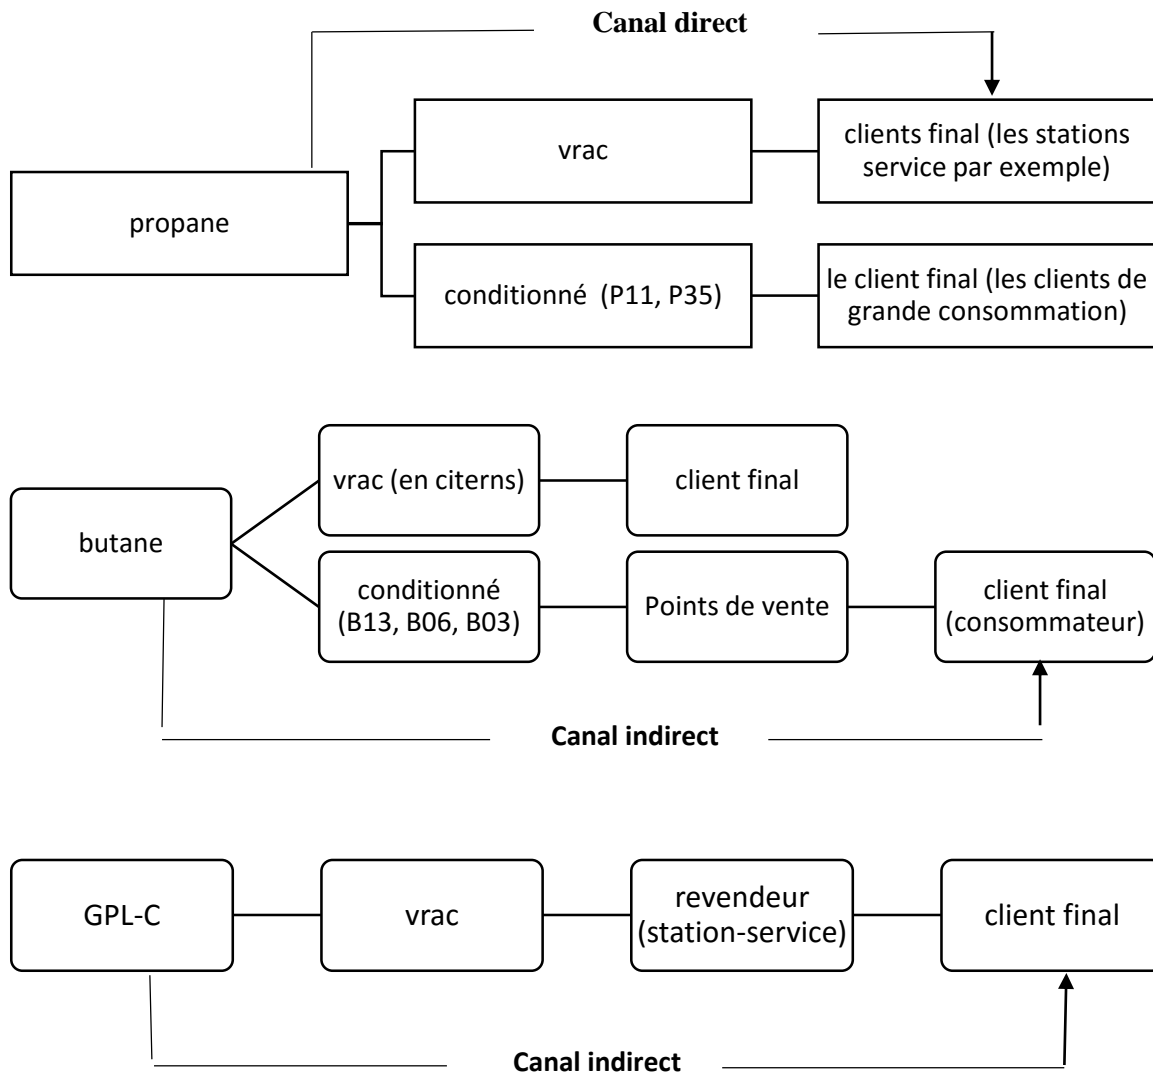 Canal direct
vrac
clients final (les stations
service par exemple)
propane
conditionné (P11, P35)
le client final (les clients de
grande consommation)
vrac (en citerns)
client final
butane
conditionné
(B13, B06, B03)
Points de vente
client final
(consommateur)
Canal indirect
GPL-C
vrac
revendeur
(station-service)
client final
Canal indirect